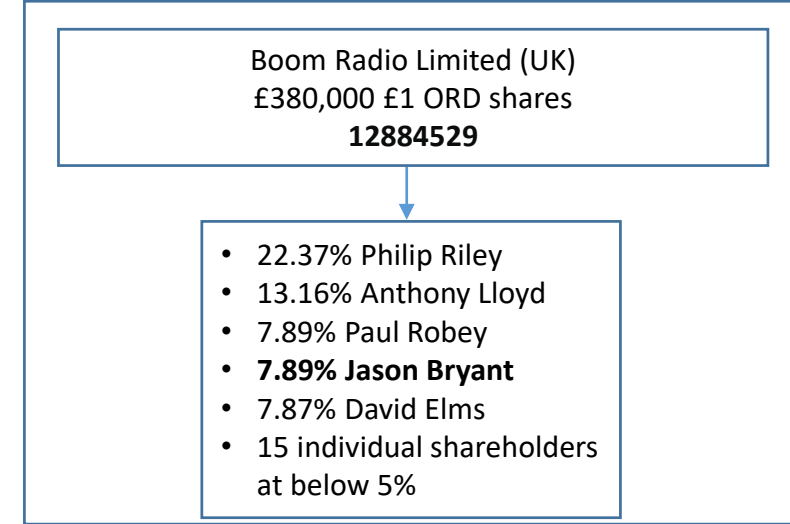 Boom Radio Limited (UK)
£380,000 £1 ORD shares
12884529
• 22.37% Philip Riley
• 13.16% Anthony Lloyd
• 7.89% Paul Robey
• 7.89% Jason Bryant
• 7.87% David Elms
• 15 individual shareholders
at below 5%